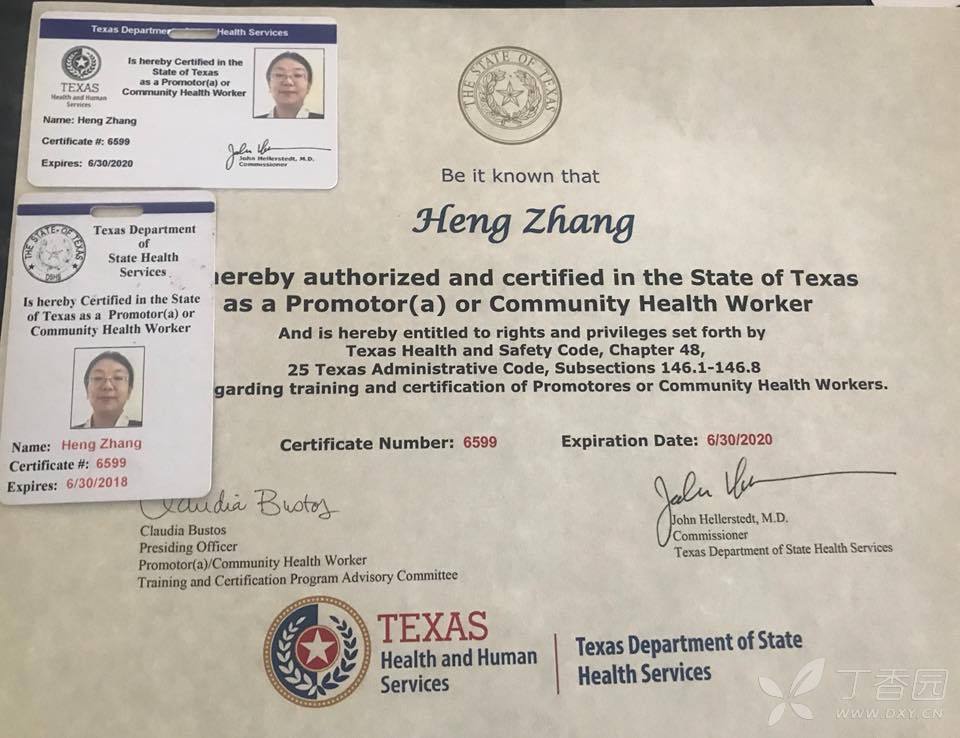 Texas Department Health Services
TEXAS
Health and Human
Services
Is hereby Certified in the
State of Texas
as a Promotor(a) or
Community Health Worker
Name: Heng Zhang
Certificate #: 6599
Expires: 6/30/2020
John Hellerstedt, M.D.
Commissioner
THE STATE OF TEXAS
DSHS
Texas Department
of
State Health
Services
Is hereby Certified in the State
of Texas as a Promotor(a) or
Community Health Worker
Name: Heng Zhang
Certificate #: 6599
Expires: 6/30/2018
THE STATE OF TEXAS
Be it known that
Heng Zhang
hereby authorized and certified in the State of Texas
as a Promotor(a) or Community Health Worker
And is hereby entitled to rights and privileges set forth by
Texas Health and Safety Code, Chapter 48,
25 Texas Administrative Code, Subsections 146.1-146.8
garding training and certification of Promotores or Community Health Workers.
Certificate Number: 6599 Expiration Date: 6/30/2020
Claudia Bustos
Claudia Bustos
Presiding Officer
Promotor(a)/Community Health Worker
Training and Certification Program Advisory Committee
John Hellerstedt, M.D.
Commissioner
Texas Department of State Health Services
TEXAS
Health and Human
Services
Texas Department of State
Health Services
丁香园
WWW.DXY.CN